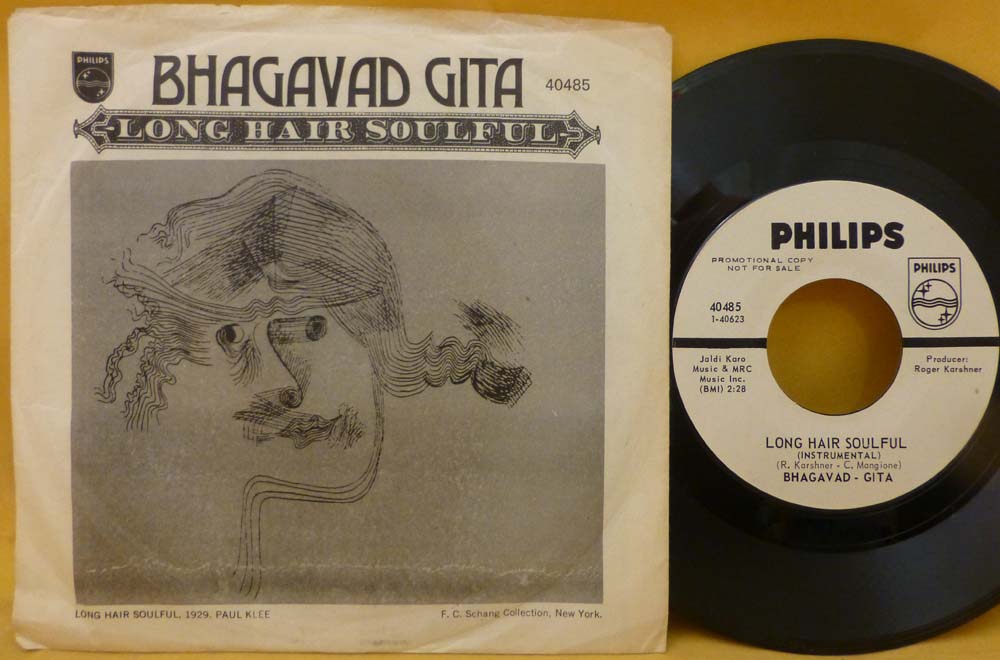 PHILIPS
BHAGAVAD GITA
40485
LONG HAIR SOULFUL
LONG HAIR SOULFUL, 1929. PAUL KLEE
F. C. Schang Collection, New York.
PHILIPS
PROMOTIONAL COPY
NOT FOR SALE
PHILIPS
40485
1-40623
Jaldi Karo
Music & MRC
Music Inc.
(BMI) 2:28
Producer:
Roger Karshner
LONG HAIR SOULFUL
(INSTRUMENTAL)
(R. Karshner - C. Mangione)
BHAGAVAD - GITA